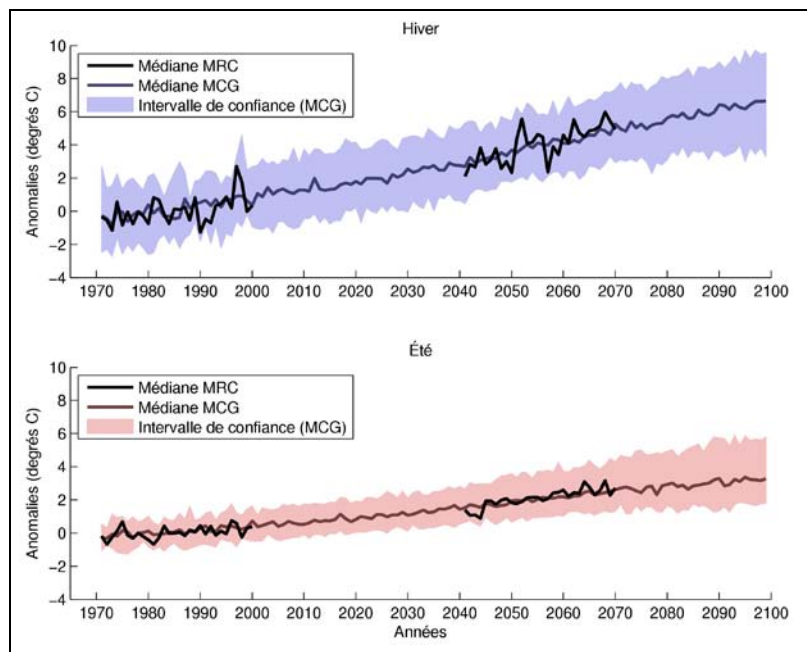 Hiver
10
8
6
4
2
0
−2
−4
Anomalies (degrés C)
Médiane MRC
Médiane MCG
Intervalle de confiance (MCG)
1970 1980 1990 2000 2010 2020 2030 2040 2050 2060 2070 2080 2090 2100
Été
10
8
6
4
2
0
−2
−4
Anomalies (degrés C)
Médiane MRC
Médiane MCG
Intervalle de confiance (MCG)
1970 1980 1990 2000 2010 2020 2030 2040 2050 2060 2070 2080 2090 2100
Années